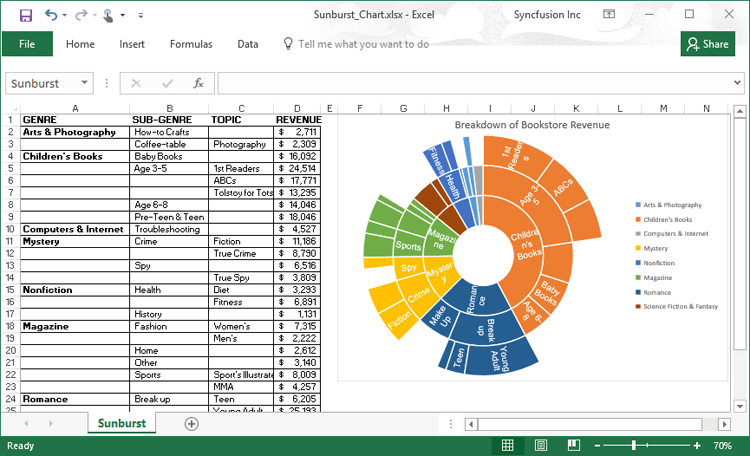 Sunburst_Chart.xlsx - Excel
Syncfusion Inc
File Home Insert Formulas Data Tell me what you want to do Share
Sunburst fx
A B C D E F G H I J K L M N
1 GENRE SUB-GENRE TOPIC REVENUE
2 Arts & Photography How-to Crafts $ 2,711
3 Coffee-table Photography $ 2,309
4 Children's Books Baby Books $ 16,092
5 Age 3-5 1st Readers $ 24,514
6 ABCs $ 17,771
7 Tolstoy for Tots $ 13,295
8 Age 6-8 $ 14,046
9 Pre-Teen & Teen $ 18,046
10 Computers & Internet Troubleshooting $ 4,527
11 Mystery Crime Fiction $ 11,186
12 True Crime $ 8,790
13 Spy $ 6,516
14 True Spy $ 3,809
15 Nonfiction Health Diet $ 3,293
16 Fitness $ 6,891
17 History $ 1,131
18 Magazine Fashion Women's $ 7,315
19 Men's $ 2,222
20 Home $ 2,612
21 Other $ 3,140
22 Sports Sport's Illustrate $ 8,009
23 MMA $ 4,257
24 Romance Break up Teen $ 6,205
25 Young Adult $ 25,193
Breakdown of Bookstore Revenue
1st
Reader
s
ABCs
Age 3-
5
Childre
n's
Books
Baby
Books
Age 6-
8
Young
Adult
Break
up
Teen
Make
Up
Roman
ce
Fiction
Crime
Spy
Myster
y
Sports
Magazi
ne
Health
Fitness
Arts & Photography
Children's Books
Computers & Internet
Mystery
Nonfiction
Magazine
Romance
Science Fiction & Fantasy
Sunburst
Ready
70%